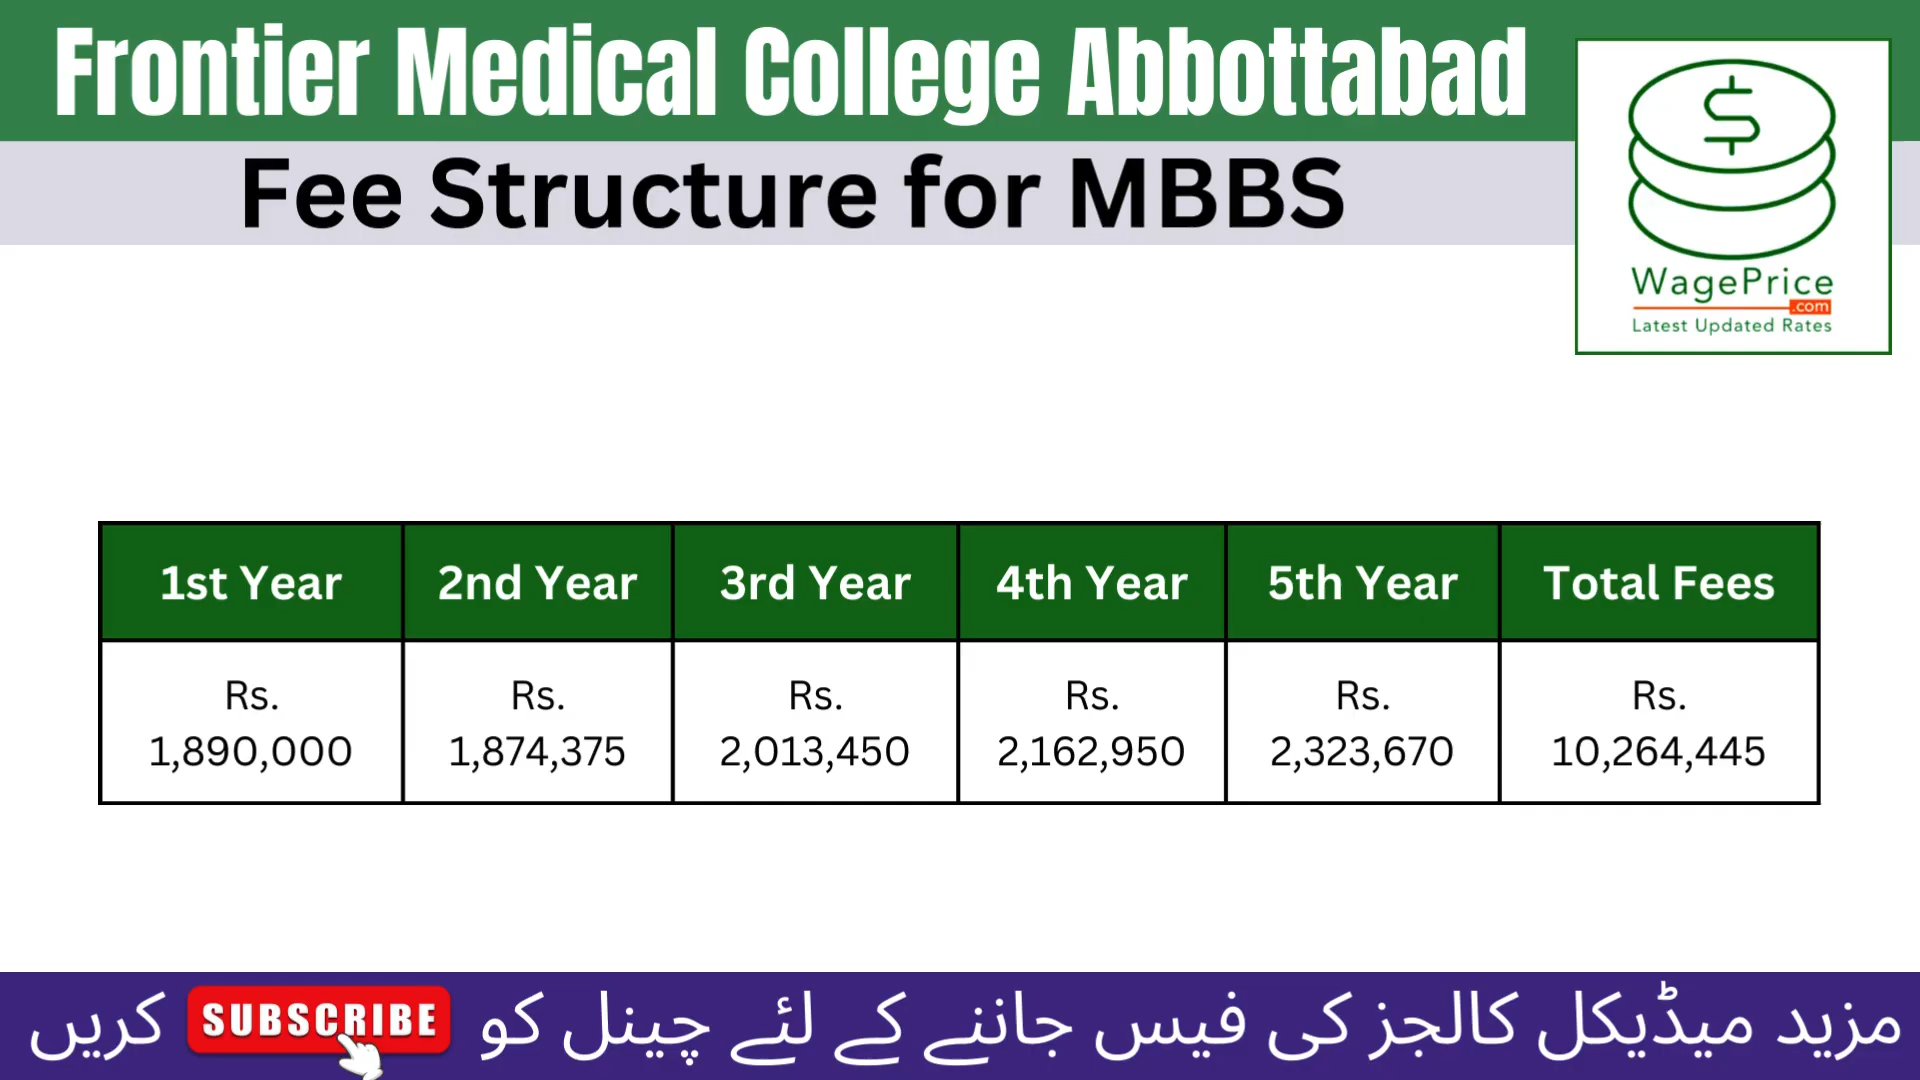 Frontier Medical College Abbottabad
Fee Structure for MBBS
$
WagePrice
.com
Latest Updated Rates
1st Year 2nd Year 3rd Year 4th Year 5th Year Total Fees
Rs. Rs. Rs. Rs. Rs. Rs.
1,890,000 1,874,375 2,013,450 2,162,950 2,323,670 10,264,445
مزید میڈیکل کالجز کی فیس جاننے کے لئے چینل کو SUBSCRIBE کریں